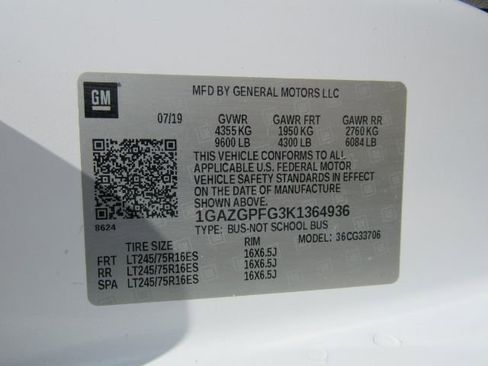 GM
MFD BY GENERAL MOTORS LLC
07/19 GVWR GAWR FRT GAWR RR
4355 KG 1950 KG 2760 KG
9600 LB 4300 LB 6084 LB
THIS VEHICLE CONFORMS TO ALL
APPLICABLE U.S. FEDERAL MOTOR
VEHICLE SAFETY STANDARDS IN EFFECT
ON THE DATE OF MANUFACTURE
SHOWN ABOVE.
1GAZGPFG3K1364936
8624 TYPE: BUS-NOT SCHOOL BUS
TIRE SIZE RIM MODEL: 36CG33706
FRT LT245/75R16ES 16X6.5J
RR LT245/75R16ES 16X6.5J
SPA LT245/75R16ES 16X6.5J